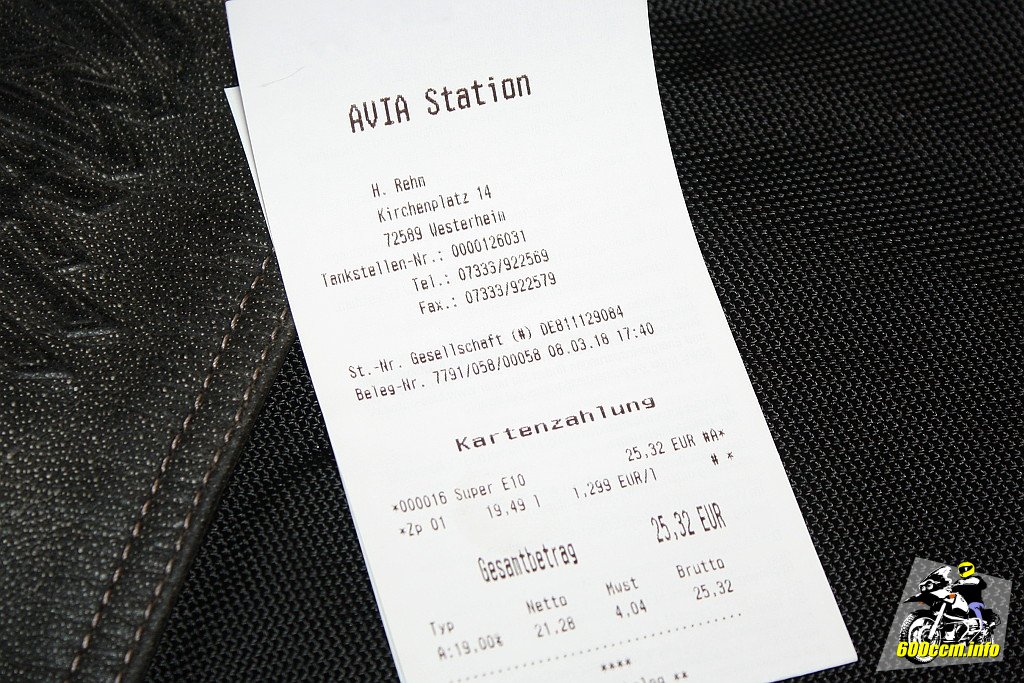 AVIA Station
H. Rehm
Kirchenplatz 14
72589 Westerheim
Tankstellen-Nr.: 0000126031
Tel.: 07333/922569
Fax.: 07333/922579
St.-Nr. Gesellschaft (#) DE811129084
Beleg-Nr. 7791/058/00058 08.03.18 17:40
Kartenzahlung
*000016 Super E10 25,32 EUR #A*
*Zp 01 19,49 l 1,299 EUR/l # *
Gesamtbetrag 25,32 EUR
Typ Netto Mwst Brutto
A:19.00% 21,28 4,04 25,32
****
**
600ccm.info